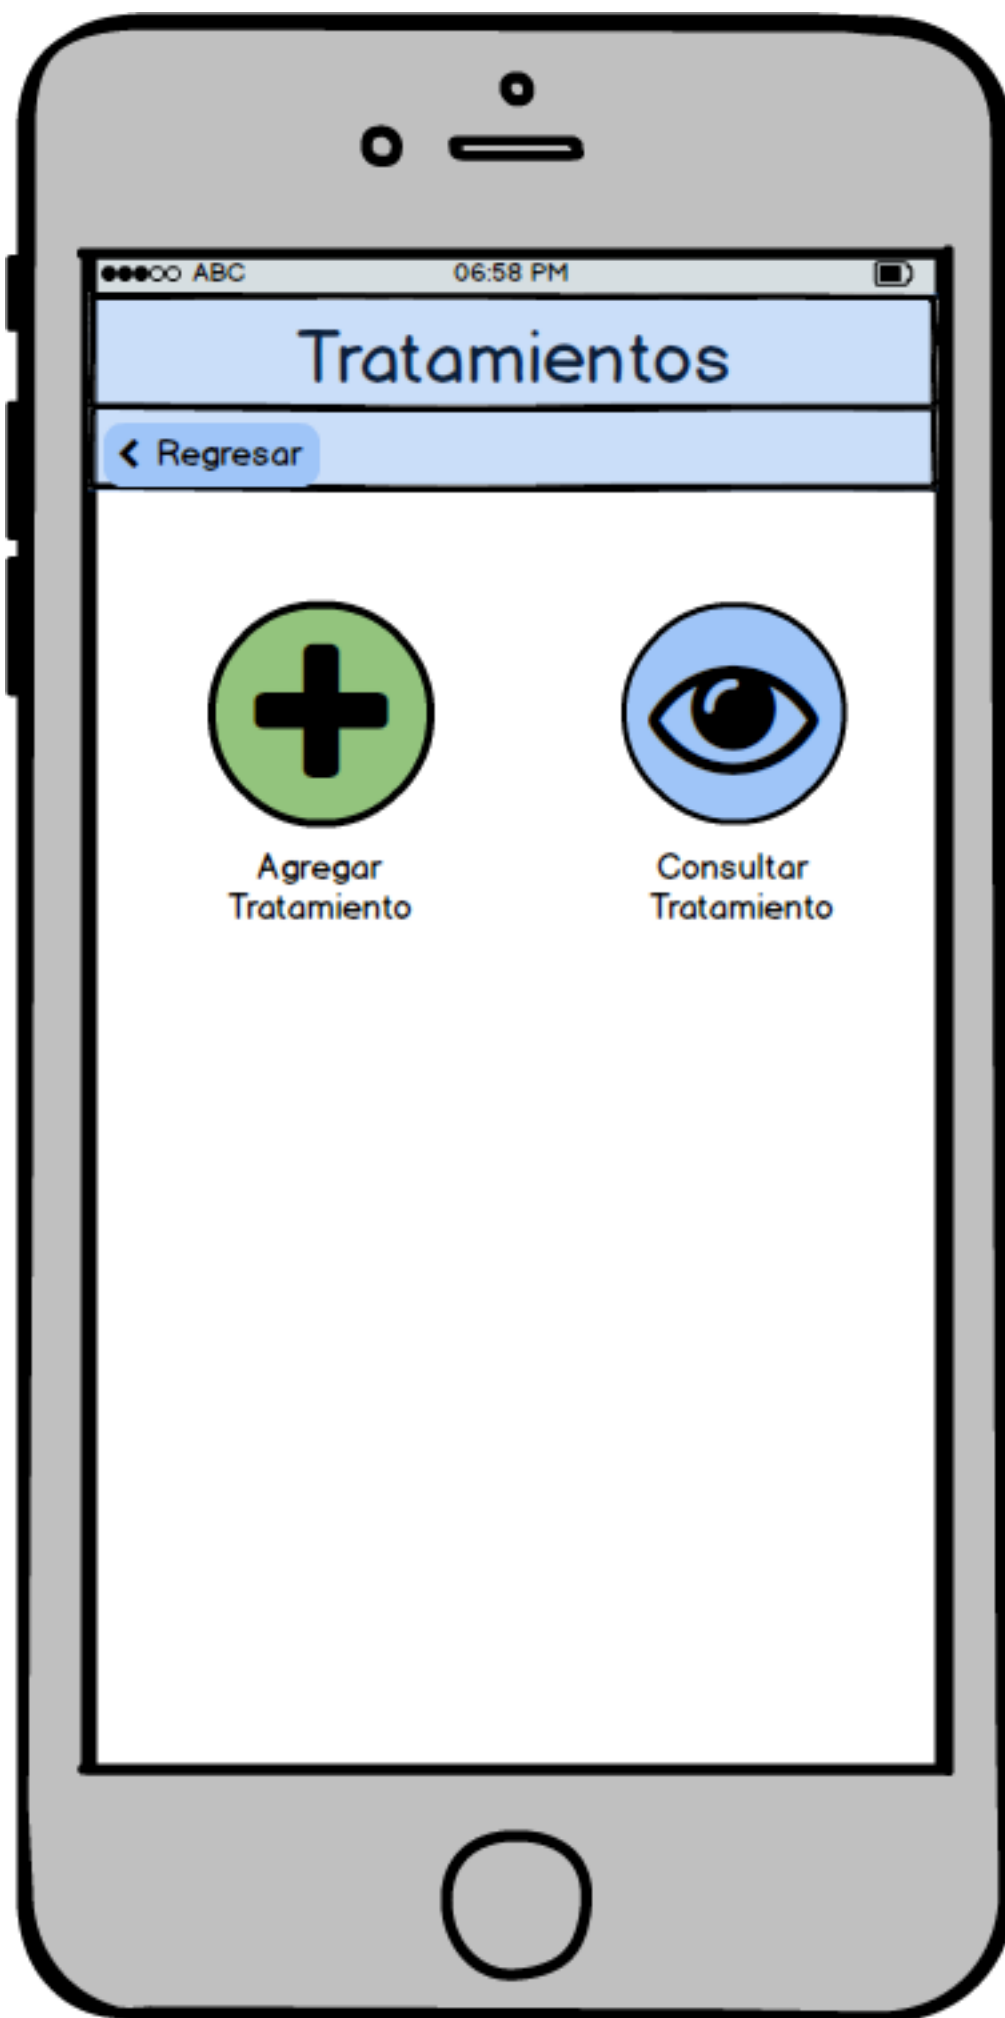 ABC 06:58 PM
Tratamientos
Regresar
Agregar
Tratamiento
Consultar
Tratamiento